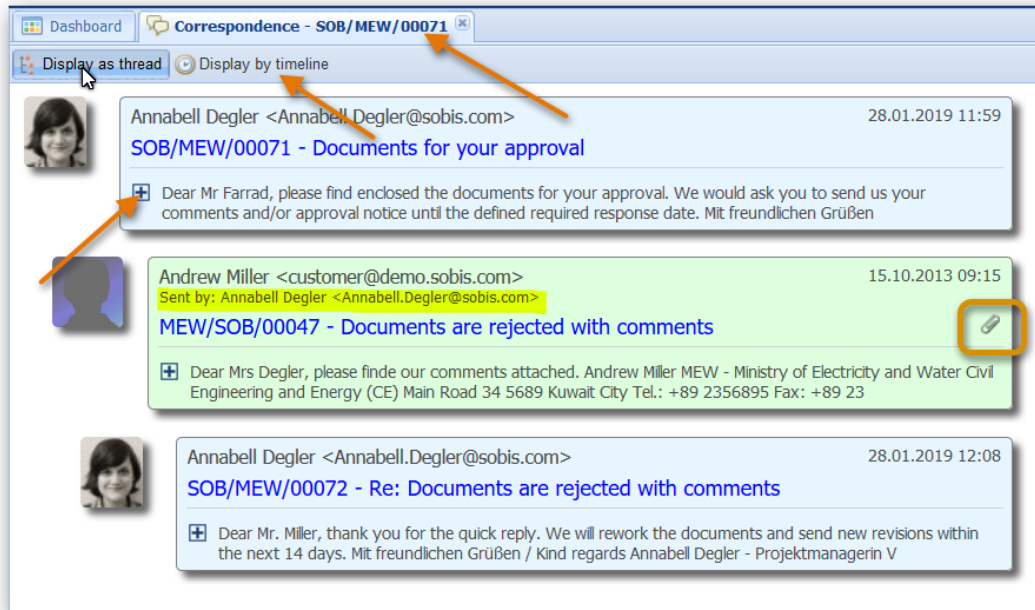 Dashboard
Correspondence - SOB/MEW/00071
Display as thread
Display by timeline
Annabell Degler <Annabell.Degler@sobis.com>
28.01.2019 11:59
SOB/MEW/00071 - Documents for your approval
Dear Mr Farrad, please find enclosed the documents for your approval. We would ask you to send us your
comments and/or approval notice until the defined required response date. Mit freundlichen Grüßen
Andrew Miller <customer@demo.sobis.com>
15.10.2013 09:15
Sent by: Annabell Degler <Annabell.Degler@sobis.com>
MEW/SOB/00047 - Documents are rejected with comments
Dear Mrs Degler, please finde our comments attached. Andrew Miller MEW - Ministry of Electricity and Water Civil
Engineering and Energy (CE) Main Road 34 5689 Kuwait City Tel.: +89 2356895 Fax: +89 23
Annabell Degler <Annabell.Degler@sobis.com>
28.01.2019 12:08
SOB/MEW/00072 - Re: Documents are rejected with comments
Dear Mr. Miller, thank you for the quick reply. We will rework the documents and send new revisions within
the next 14 days. Mit freundlichen Grüßen / Kind regards Annabell Degler - Projektmanagerin V